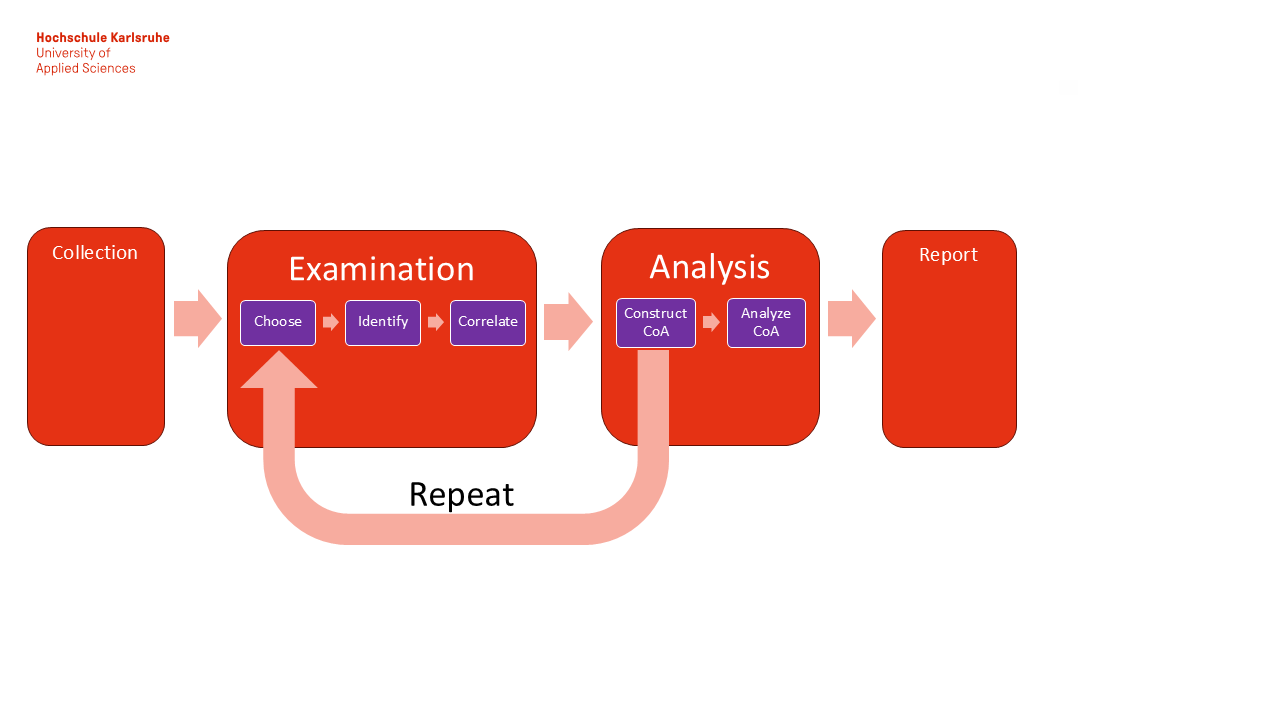 Hochschule Karlsruhe
University of
Applied Sciences
Collection
Examination
Choose
Identify
Correlate
Analysis
Construct
CoA
Analyze
CoA
Report
Repeat